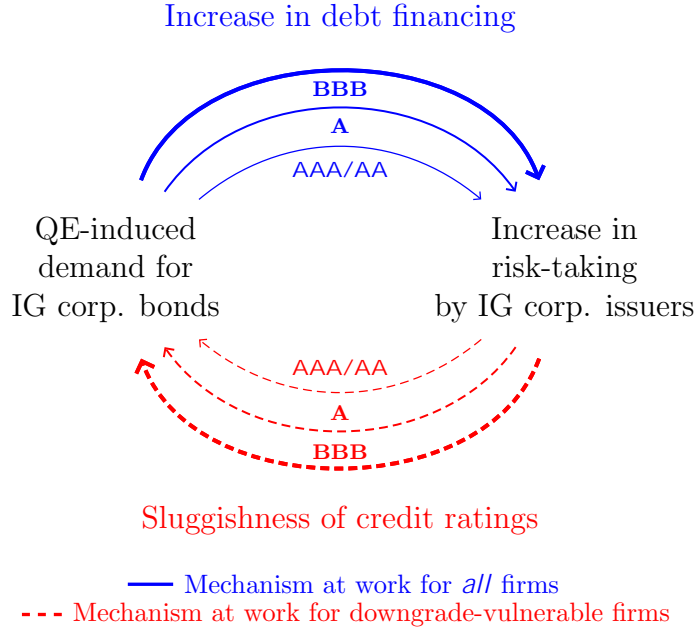 Increase in debt financing
BBB
A
AAA/AA
QE-induced
demand for
IG corp. bonds
Increase in
risk-taking
by IG corp. issuers
AAA/AA
A
BBB
Sluggishness of credit ratings
Mechanism at work for all firms
Mechanism at work for downgrade-vulnerable firms